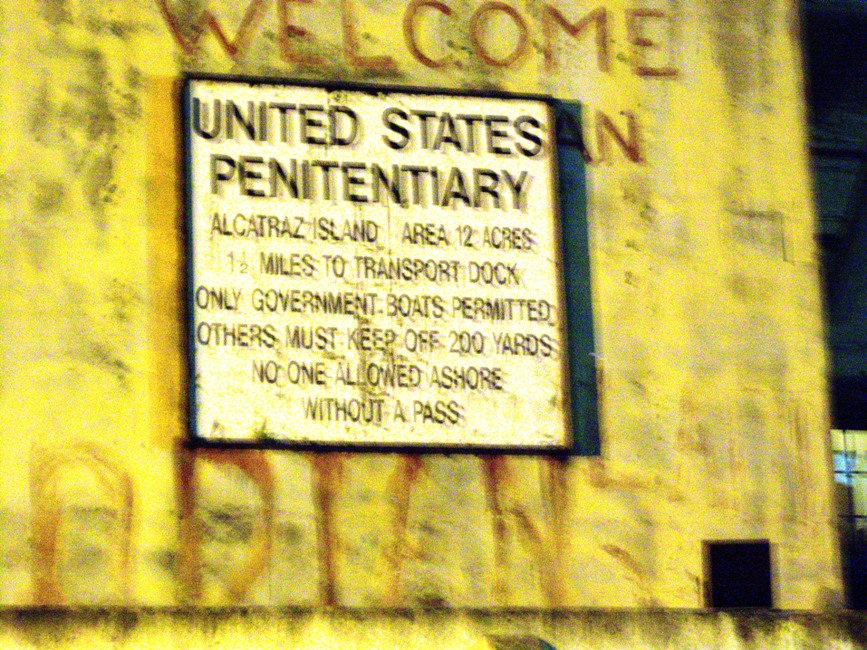 WELCOME
UNITED STATES
PENITENTIARY
ALCATRAZ ISLAND AREA 12 ACRES
1½ MILES TO TRANSPORT DOCK
ONLY GOVERNMENT BOATS PERMITTED
OTHERS MUST KEEP OFF 200 YARDS
NO ONE ALLOWED ASHORE
WITHOUT A PASS